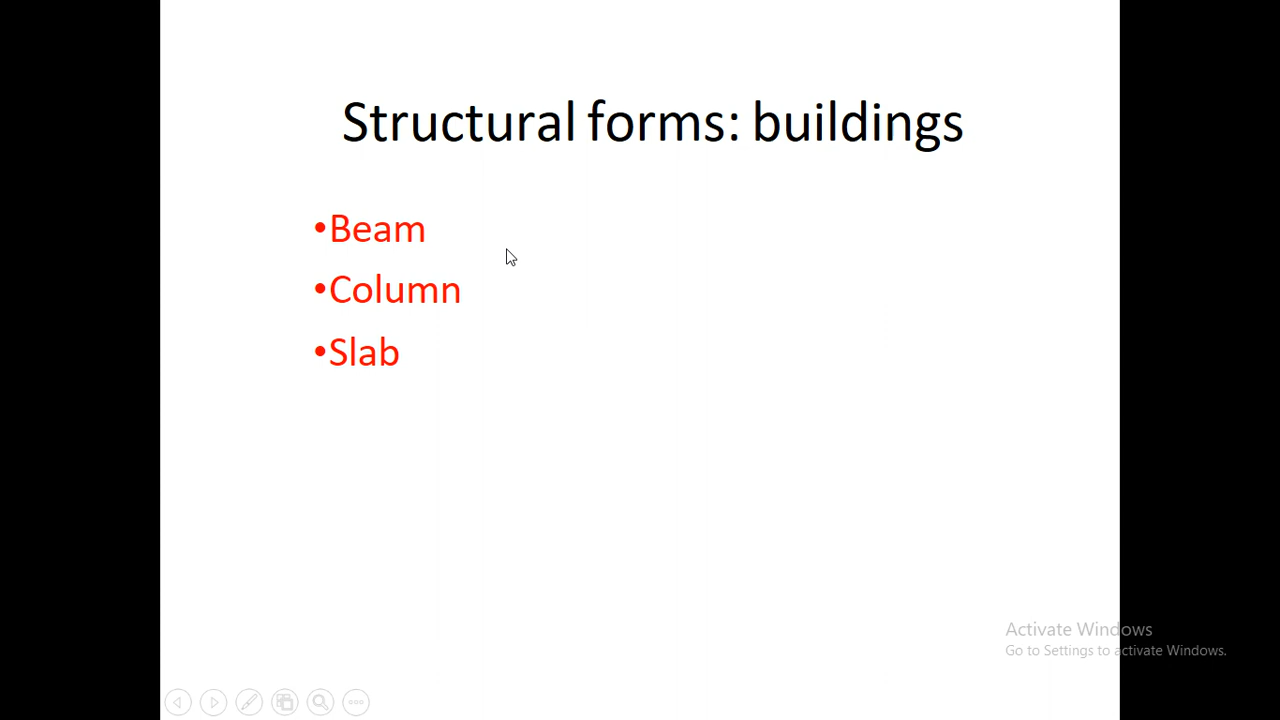 Structural forms: buildings
•Beam
•Column
•Slab
Activate Windows
Go to Settings to activate Windows.